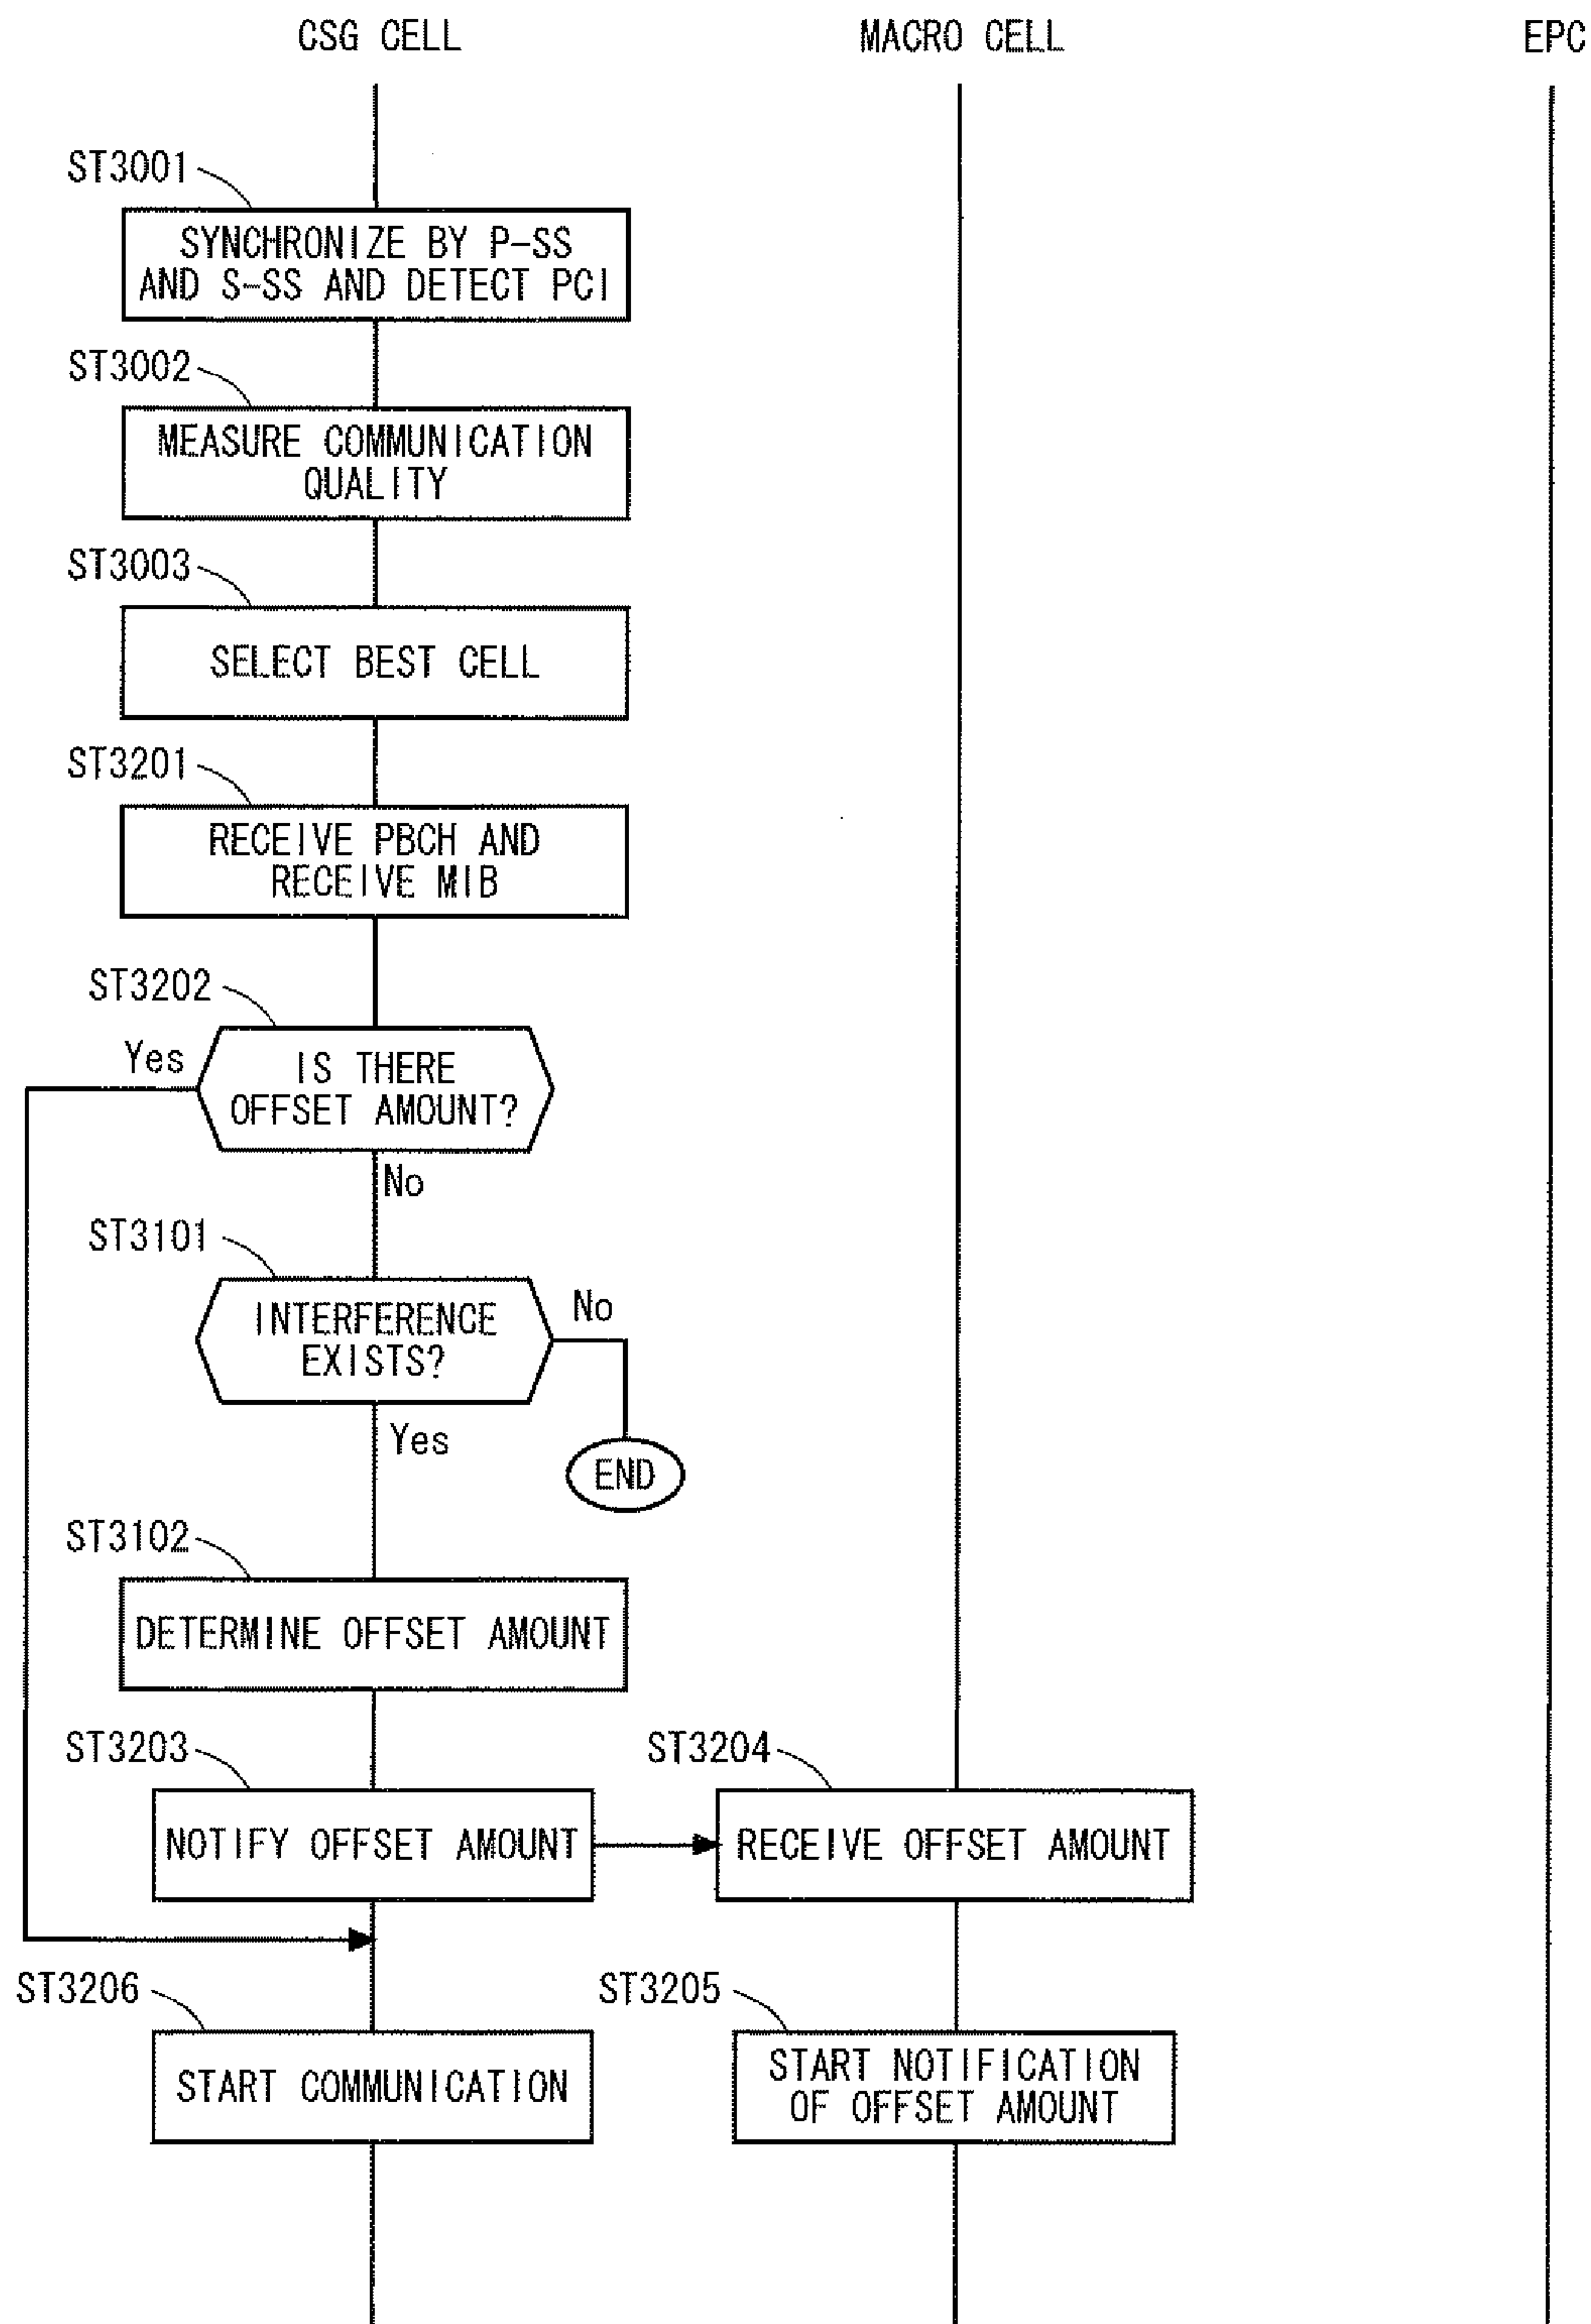 CSG CELL
MACRO CELL
EPC
ST3001
SYNCHRONIZE BY P-SS
AND S-SS AND DETECT PCI
ST3002
MEASURE COMMUNICATION
QUALITY
ST3003
SELECT BEST CELL
ST3201
RECEIVE PBCH AND
RECEIVE MIB
ST3202
Yes
IS THERE
OFFSET AMOUNT?
No
ST3101
INTERFERENCE
EXISTS?
No
Yes
END
ST3102
DETERMINE OFFSET AMOUNT
ST3203
ST3204
NOTIFY OFFSET AMOUNT
RECEIVE OFFSET AMOUNT
ST3206
ST3205
START COMMUNICATION
START NOTIFICATION
OF OFFSET AMOUNT